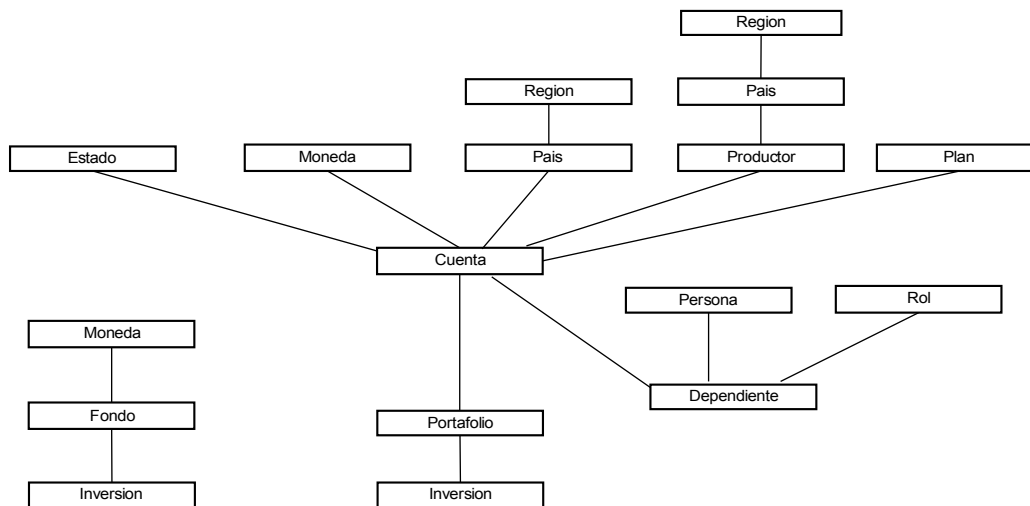 Region
Region
Pais
Estado
Moneda
Pais
Productor
Plan
Cuenta
Persona
Rol
Moneda
Dependiente
Fondo
Portafolio
Inversion
Inversion